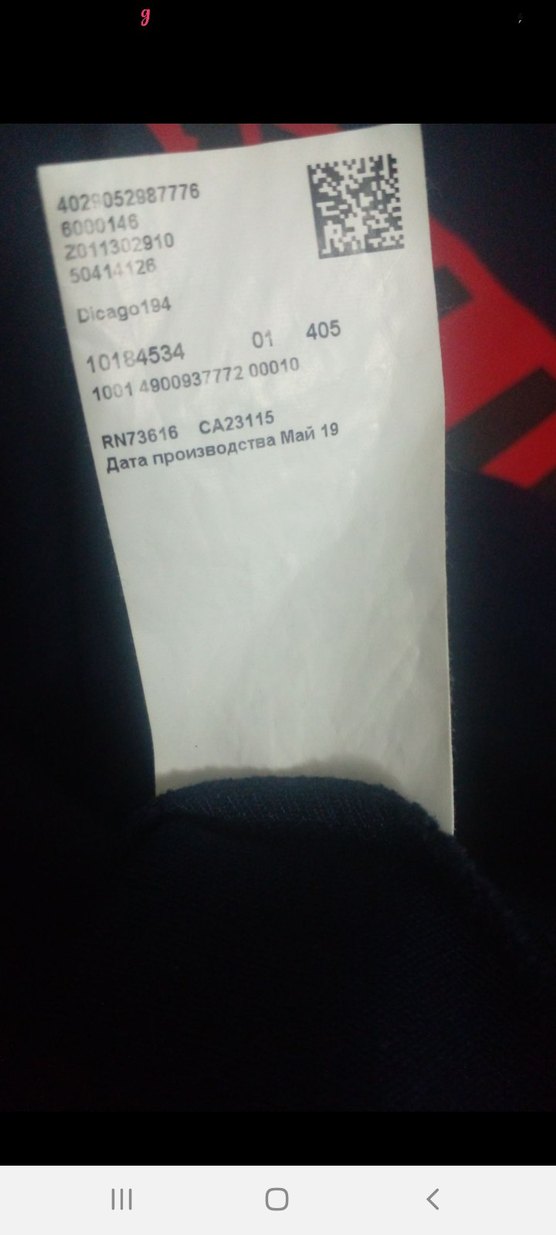 g
4029052987776
6000146
Z011302910
50414126
Dicago194
10184534 01 405
1001 4900937772 00010
RN73616 CA23115
Дата производства Май 19